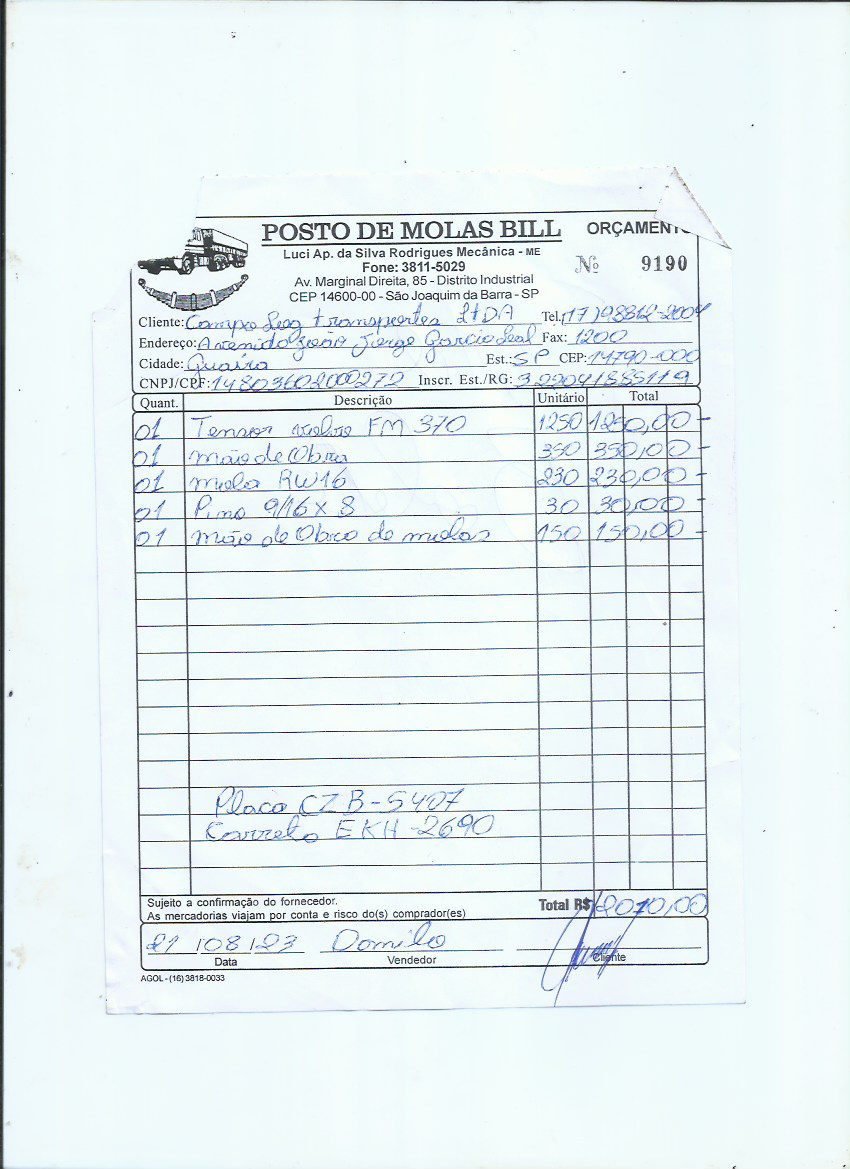 POSTO DE MOLAS BILL ORÇAMENTO
Luci Ap. da Silva Rodrigues Mecânica - ME
Fone: 3811-5029 Nº 9190
Av. Marginal Direita, 85 - Distrito Industrial
CEP 14600-00 - São Joaquim da Barra - SP
Cliente: Campo Leag transportes LTDA Tel. (17) 98812-2004
Endereço: Avenida João Jorge Garcia Leal Fax: 1200
Cidade: Guaíra Est.: SP CEP: 14790-000
CNPJ/CPF: 14803602000272 Inscr. Est./RG:
Quant. Descrição Unitário Total
01 Tensor volvo FM 370 1250 1250,00 -
01 mão de Obra 350 350,00 -
01 mola RW16 230 230,00 -
01 Pino 9/16 x 8 30 30,00 -
01 mão de Obra de molas 150 150,00 -
Placa CZB-5407
Carreta EKH-2690
Sujeito a confirmação do fornecedor.
As mercadorias viajam por conta e risco do(s) comprador(es)
Total R$ 2010,00
21/08/23 Danilo
Data Vendedor Cliente
AGOL - (16) 3818-0033